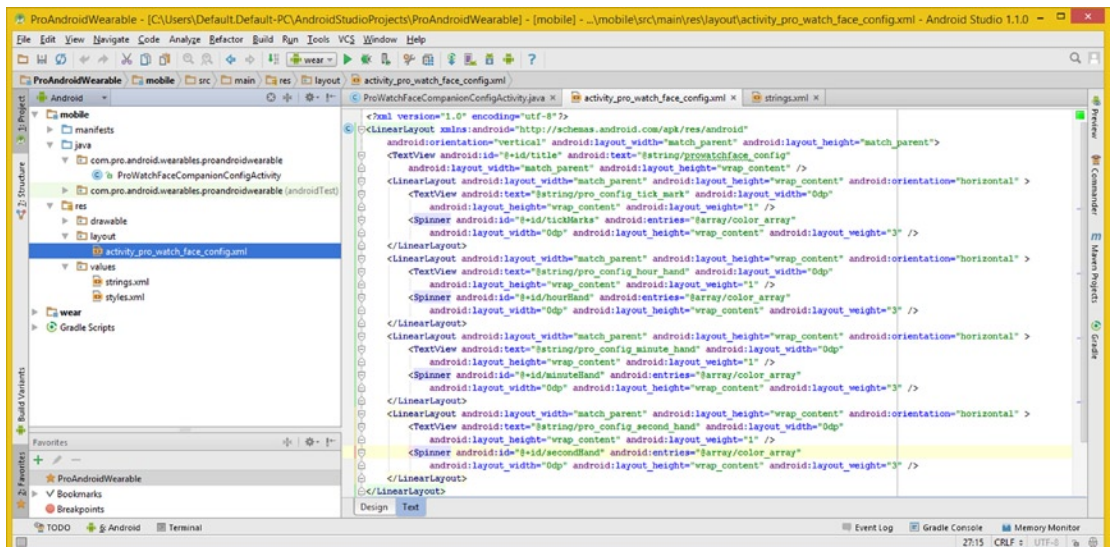 ProAndroidWearable - [C:\Users\Default.Default-PC\AndroidStudioProjects\ProAndroidWearable] - [mobile] - ...\mobile\src\main\res\layout\activity_pro_watch_face_config.xml - Android Studio 1.1.0
File Edit View Navigate Code Analyze Refactor Build Run Tools VCS Window Help
wear
ProAndroidWearable mobile src main res layout activity_pro_watch_face_config.xml
Android
ProWatchFaceCompanionConfigActivity.java activity_pro_watch_face_config.xml strings.xml
1: Project
Z: Structure
Build Variants
2: Favorites
mobile
manifests
java
com.pro.android.wearables.proandroidwearable
ProWatchFaceCompanionConfigActivity
com.pro.android.wearables.proandroidwearable (androidTest)
res
drawable
layout
activity_pro_watch_face_config.xml
values
strings.xml
styles.xml
wear
Gradle Scripts
Favorites
ProAndroidWearable
Bookmarks
Breakpoints
<?xml version="1.0" encoding="utf-8"?>
<LinearLayout xmlns:android="http://schemas.android.com/apk/res/android"
android:orientation="vertical" android:layout_width="match_parent" android:layout_height="match_parent">
<TextView android:id="@+id/title" android:text="@string/prowatchface_config"
android:layout_width="match_parent" android:layout_height="wrap_content" />
<LinearLayout android:layout_width="match_parent" android:layout_height="wrap_content" android:orientation="horizontal" >
<TextView android:text="@string/pro_config_tick_mark" android:layout_width="0dp"
android:layout_height="wrap_content" android:layout_weight="1" />
<Spinner android:id="@+id/tickMarks" android:entries="@array/color_array"
android:layout_width="0dp" android:layout_height="wrap_content" android:layout_weight="3" />
</LinearLayout>
<LinearLayout android:layout_width="match_parent" android:layout_height="wrap_content" android:orientation="horizontal" >
<TextView android:text="@string/pro_config_hour_hand" android:layout_width="0dp"
android:layout_height="wrap_content" android:layout_weight="1" />
<Spinner android:id="@+id/hourHand" android:entries="@array/color_array"
android:layout_width="0dp" android:layout_height="wrap_content" android:layout_weight="3" />
</LinearLayout>
<LinearLayout android:layout_width="match_parent" android:layout_height="wrap_content" android:orientation="horizontal" >
<TextView android:text="@string/pro_config_minute_hand" android:layout_width="0dp"
android:layout_height="wrap_content" android:layout_weight="1" />
<Spinner android:id="@+id/minuteHand" android:entries="@array/color_array"
android:layout_width="0dp" android:layout_height="wrap_content" android:layout_weight="3" />
</LinearLayout>
<LinearLayout android:layout_width="match_parent" android:layout_height="wrap_content" android:orientation="horizontal" >
<TextView android:text="@string/pro_config_second_hand" android:layout_width="0dp"
android:layout_height="wrap_content" android:layout_weight="1" />
<Spinner android:id="@+id/secondHand" android:entries="@array/color_array"
android:layout_width="0dp" android:layout_height="wrap_content" android:layout_weight="3" />
</LinearLayout>
</LinearLayout>
Design Text
Preview
Commander
Maven Projects
Gradle
TODO 6: Android Terminal Event Log Gradle Console Memory Monitor
27:15 CRLF UTF-8